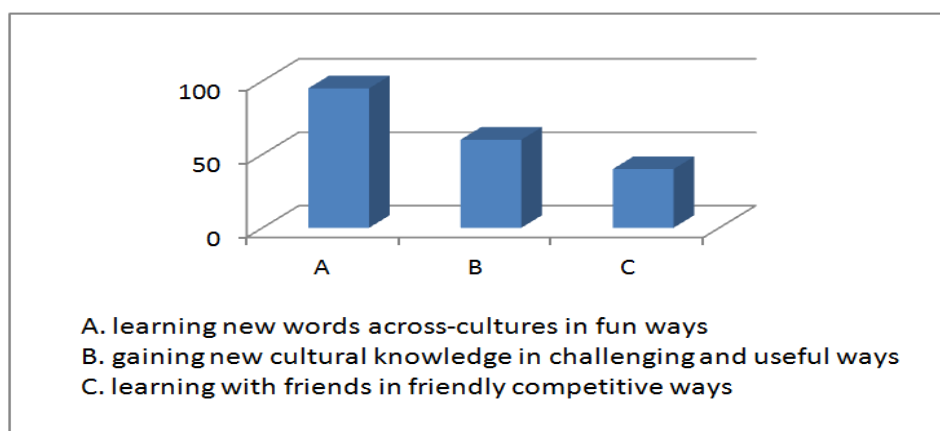 100
50
0
A B C
A. learning new words across-cultures in fun ways
B. gaining new cultural knowledge in challenging and useful ways
C. learning with friends in friendly competitive ways